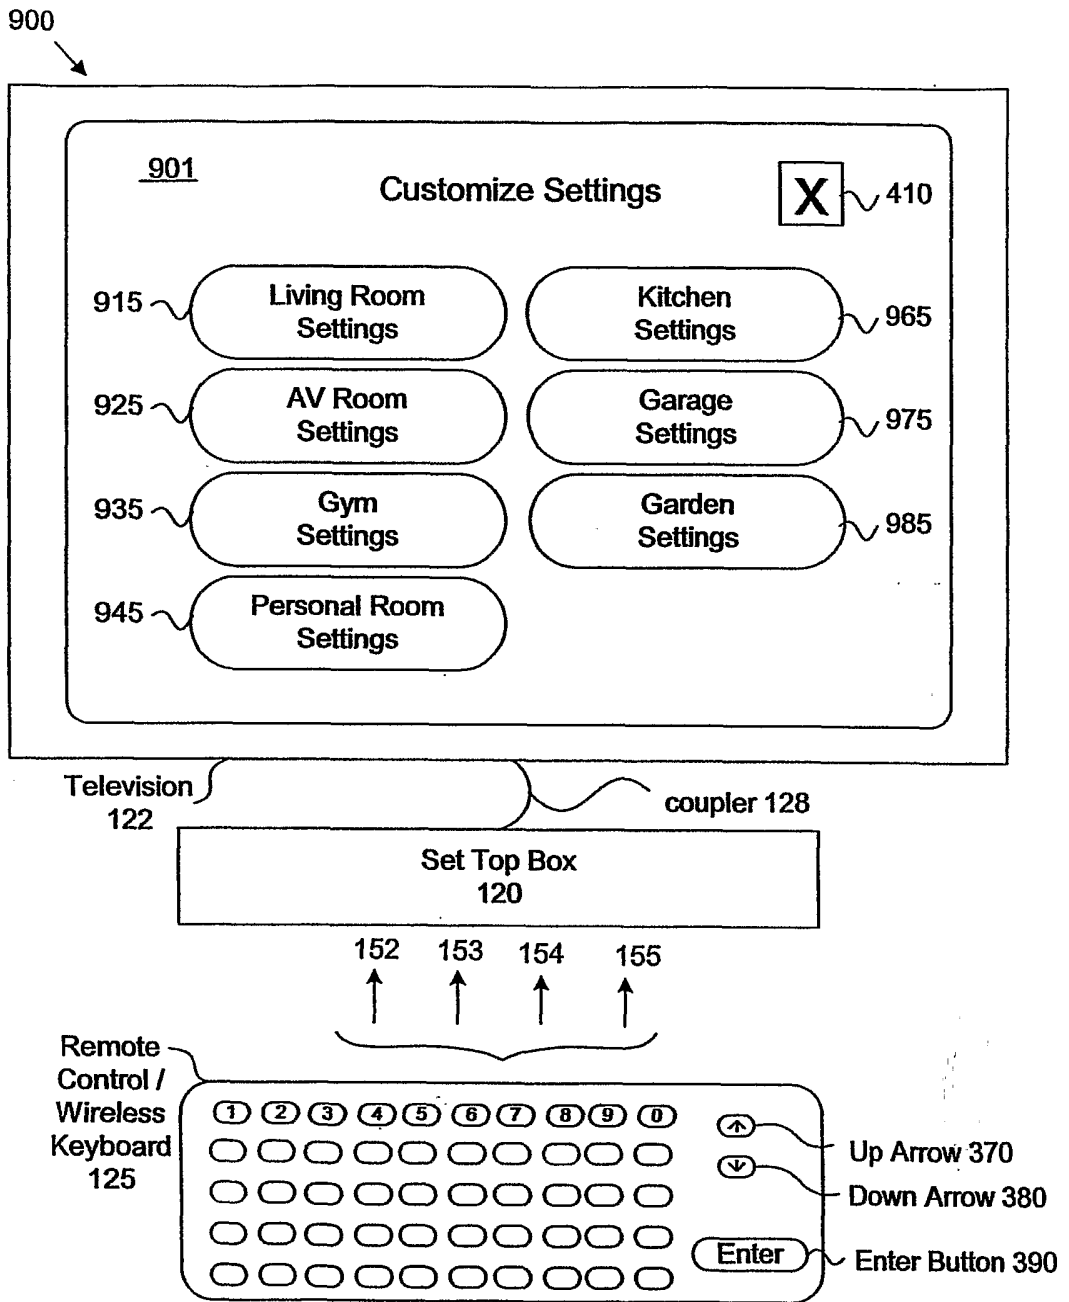 900
901
Customize Settings
X
410
915
Living Room
Settings
Kitchen
Settings
965
925
AV Room
Settings
Garage
Settings
975
935
Gym
Settings
Garden
Settings
985
945
Personal Room
Settings
Television
122
coupler 128
Set Top Box
120
152 153 154 155
Remote
Control /
Wireless
Keyboard
125
1 2 3 4 5 6 7 8 9 0
Up Arrow 370
Down Arrow 380
Enter
Enter Button 390